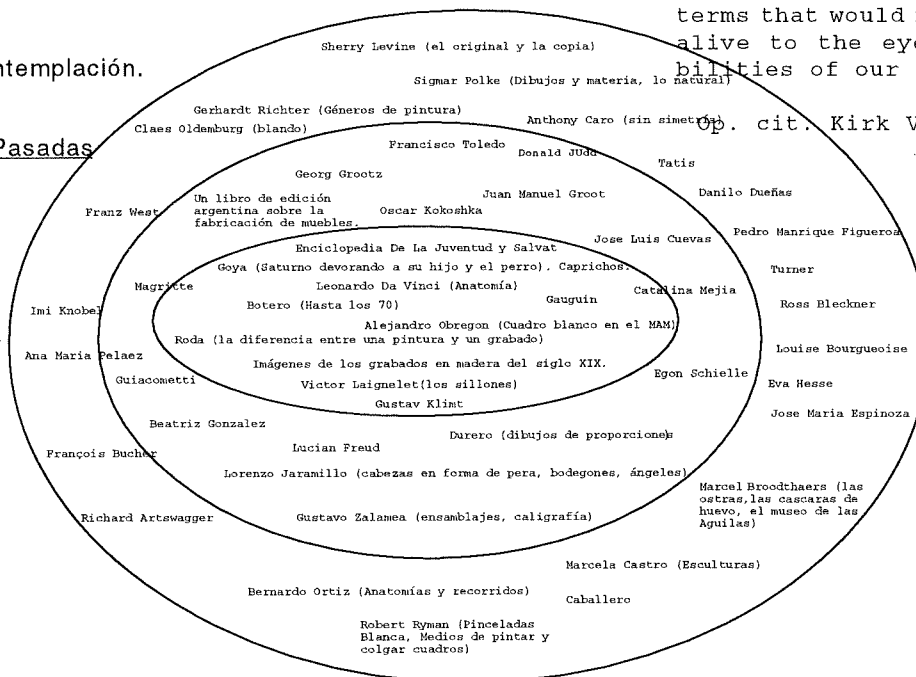 terms that would
Sherry Levine (el original y la copia)
alive to the eye
ntemplación.
Sigmar Polke (Dibujos y materia, lo natural)
bilities of our
Gerhardt Richter (Géneros de pintura)
Claes Oldemburg (blando)
Anthony Caro (sin simetría)
Op. cit. Kirk V
Pasadas
Francisco Toledo
Donald JUdd
Tatis
Georg Grootz
Un libro de edición
argentina sobre la
fabricación de muebles.
Juan Manuel Groot
Danilo Dueñas
Franz West
Oscar Kokoshka
Pedro Manrique Figueroa
Jose Luis Cuevas
Enciclopedia De La Juventud y Salvat
Goya (Saturno devorando a su hijo y el perro). Caprichos.
Turner
Magritte
Leonardo Da Vinci (Anatomía)
Catalina Mejia
Imi Knobel
Botero (Hasta los 70)
Gauguin
Ross Bleckner
Alejandro Obregon (Cuadro blanco en el MAM)
Roda (la diferencia entre una pintura y un grabado)
Louise Bourgueoise
Ana Maria Pelaez
Imágenes de los grabados en madera del siglo XIX.
Guiacometti
Egon Schielle
Victor Laignelet(los sillones)
Eva Hesse
Gustav Klimt
Jose Maria Espinoza
Beatriz Gonzalez
Durero (dibujos de proporciones
Lucian Freud
François Bucher
Lorenzo Jaramillo (cabezas en forma de pera, bodegones, ángeles)
Marcel Broodthaers (las
ostras,las cascaras de
huevo, el museo de las
Aguilas)
Richard Artswagger
Gustavo Zalamea (ensamblajes, caligrafía)
Marcela Castro (Esculturas)
Bernardo Ortiz (Anatomías y recorridos)
Caballero
Robert Ryman (Pinceladas
Blanca, Medios de pintar y
colgar cuadros)